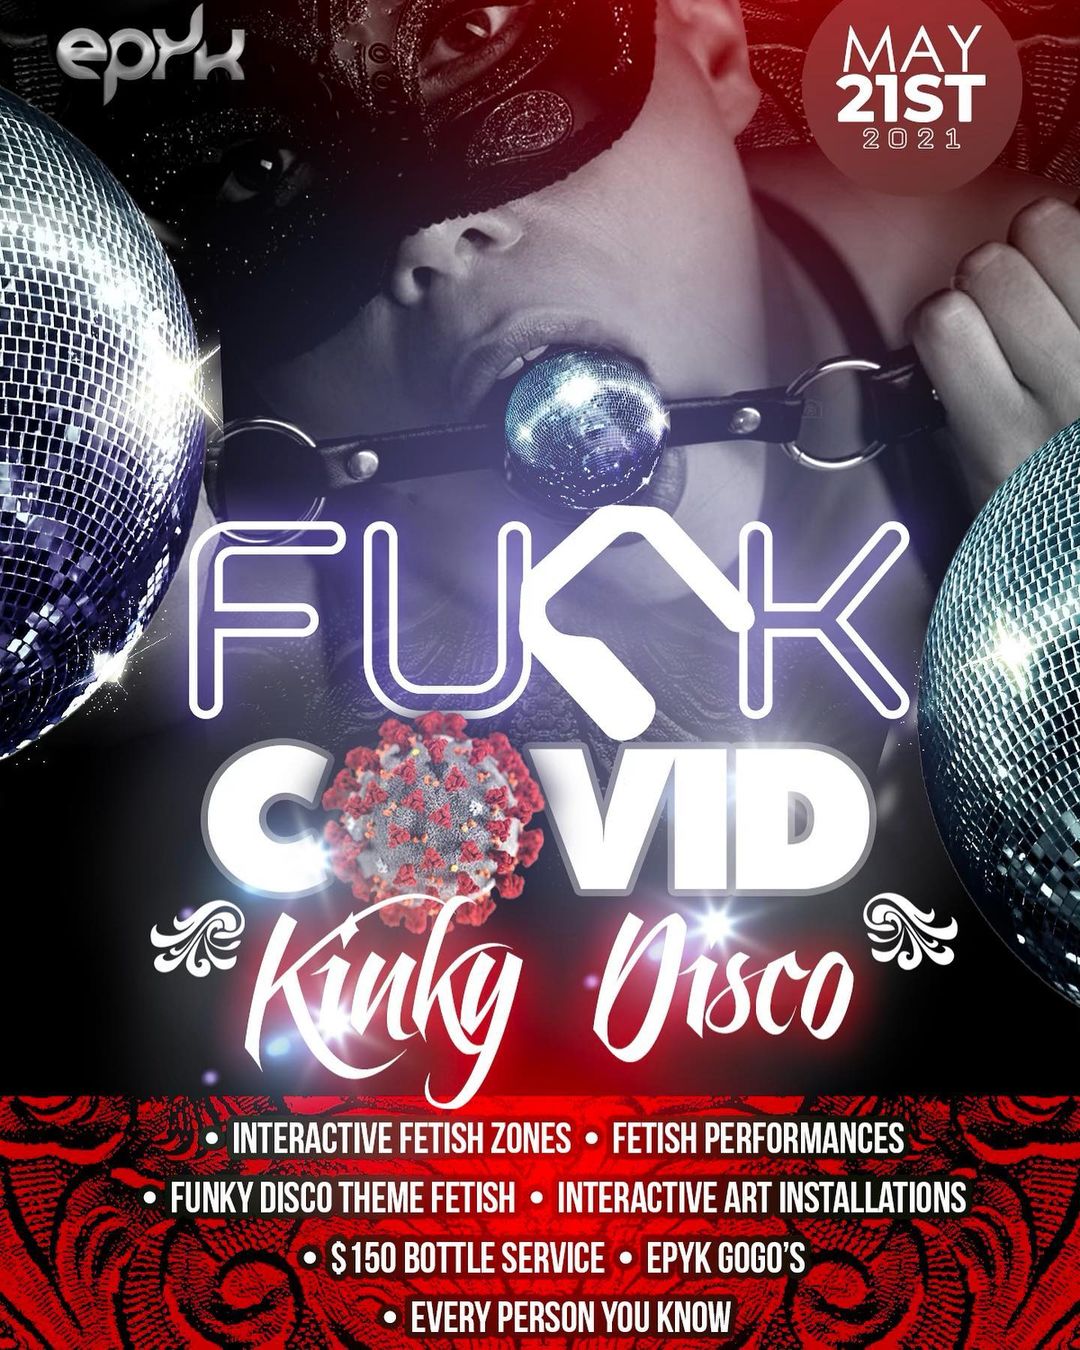 epyk
MAY
21ST
2021
FUNK
COVID
Kinky Disco
• INTERACTIVE FETISH ZONES • FETISH PERFORMANCES
• FUNKY DISCO THEME FETISH • INTERACTIVE ART INSTALLATIONS
• $150 BOTTLE SERVICE • EPYK GOGO'S
• EVERY PERSON YOU KNOW